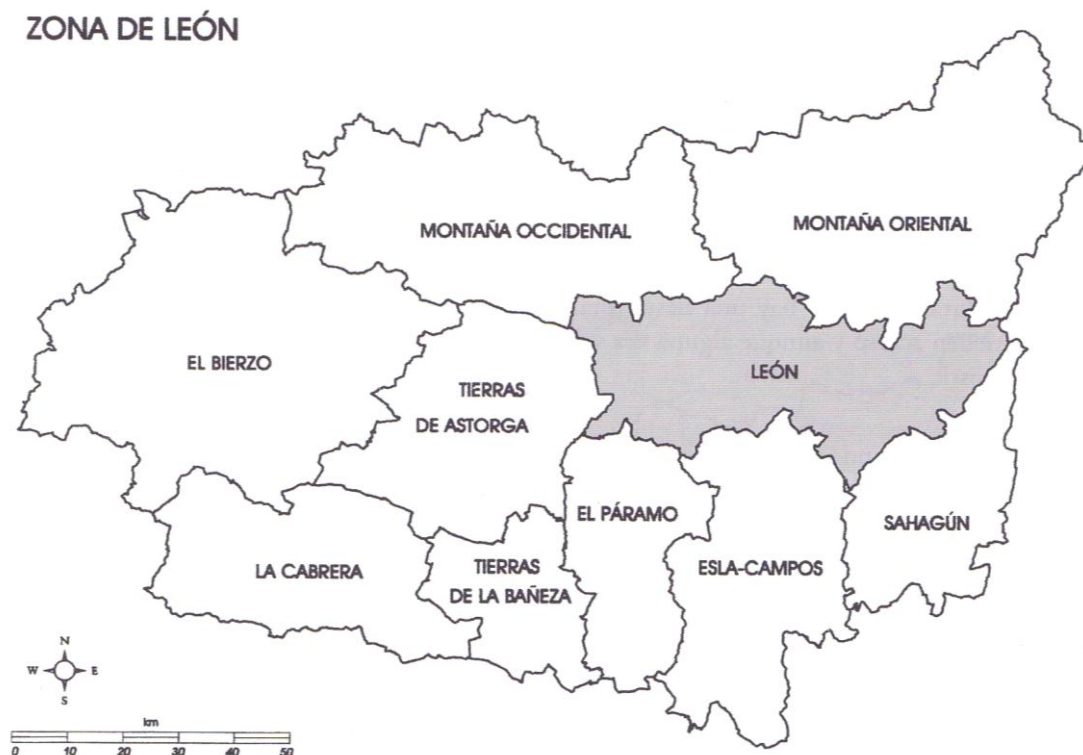 ZONA DE LEÓN
MONTAÑA OCCIDENTAL
MONTAÑA ORIENTAL
EL BIERZO
TIERRAS
DE ASTORGA
LEÓN
EL PÁRAMO
SAHAGÚN
LA CABRERA
TIERRAS
DE LA BAÑEZA
ESLA-CAMPOS
N
W
E
S
km
0 10 20 30 40 50